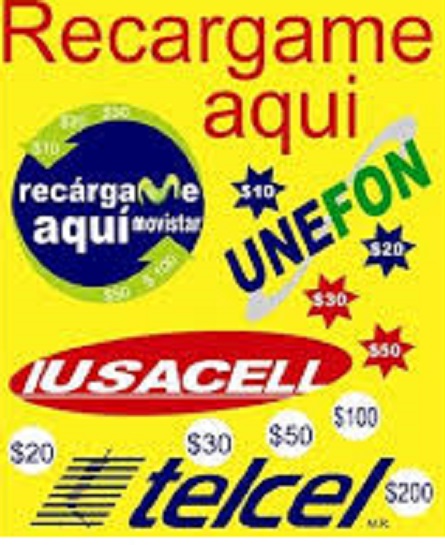 Recargame
aqui
$20 $30
$10
recárgaMe
aquí movistar
$50 $100
UNEFON
$10
$20
$30
$50
IUSACELL
$100
$50
$30
$20
telcel
$200
M.R.